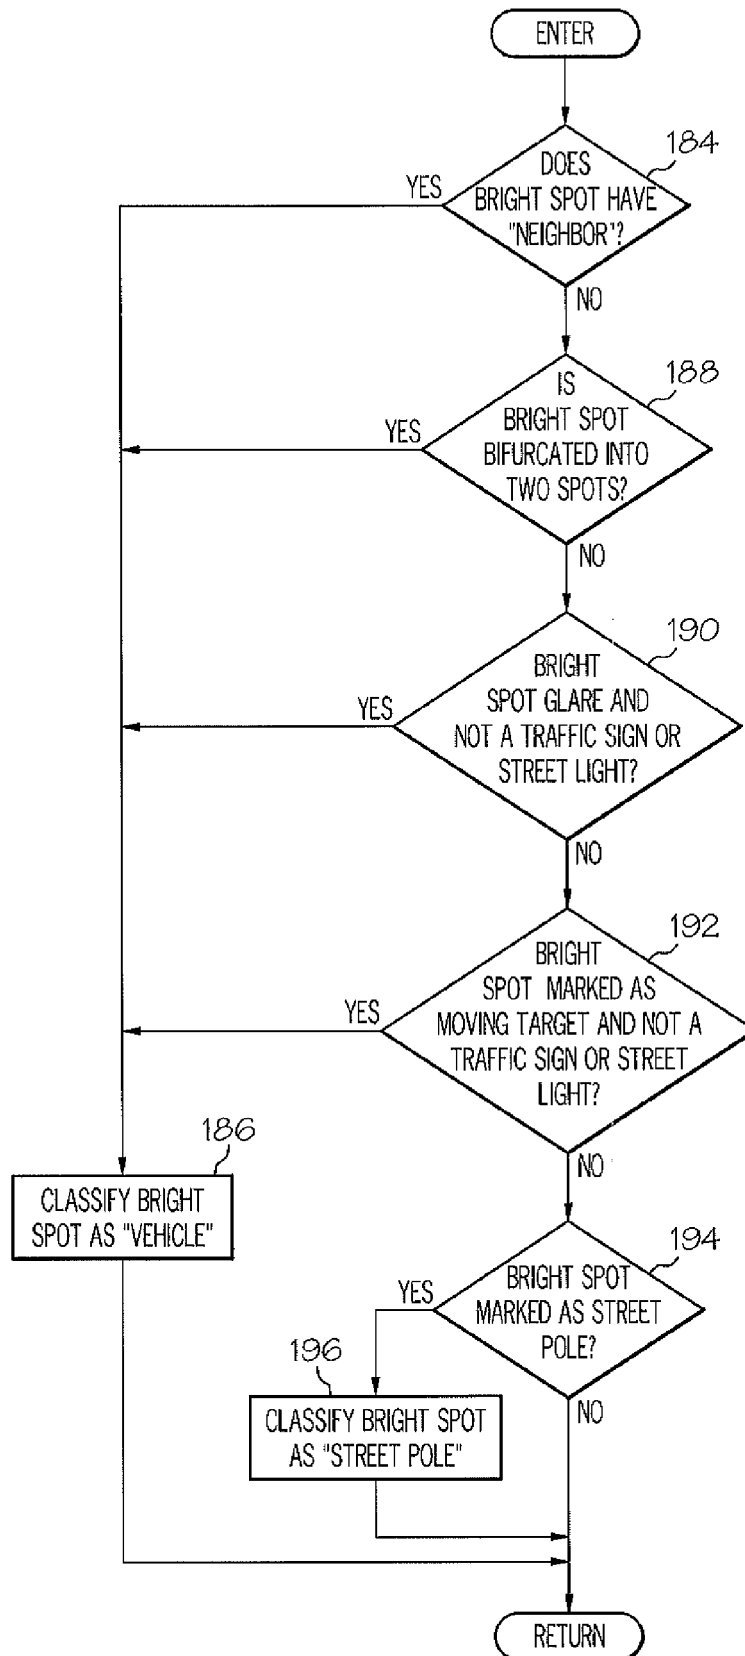 ENTER
184
DOES
BRIGHT SPOT HAVE
"NEIGHBOR"?
YES
NO
188
IS
BRIGHT SPOT
BIFURCATED INTO
TWO SPOTS?
YES
NO
190
BRIGHT
SPOT GLARE AND
NOT A TRAFFIC SIGN OR
STREET LIGHT?
YES
NO
192
BRIGHT
SPOT MARKED AS
MOVING TARGET AND NOT A
TRAFFIC SIGN OR STREET
LIGHT?
YES
NO
186
CLASSIFY BRIGHT
SPOT AS "VEHICLE"
194
BRIGHT SPOT
MARKED AS STREET
POLE?
YES
NO
196
CLASSIFY BRIGHT SPOT
AS "STREET POLE"
RETURN